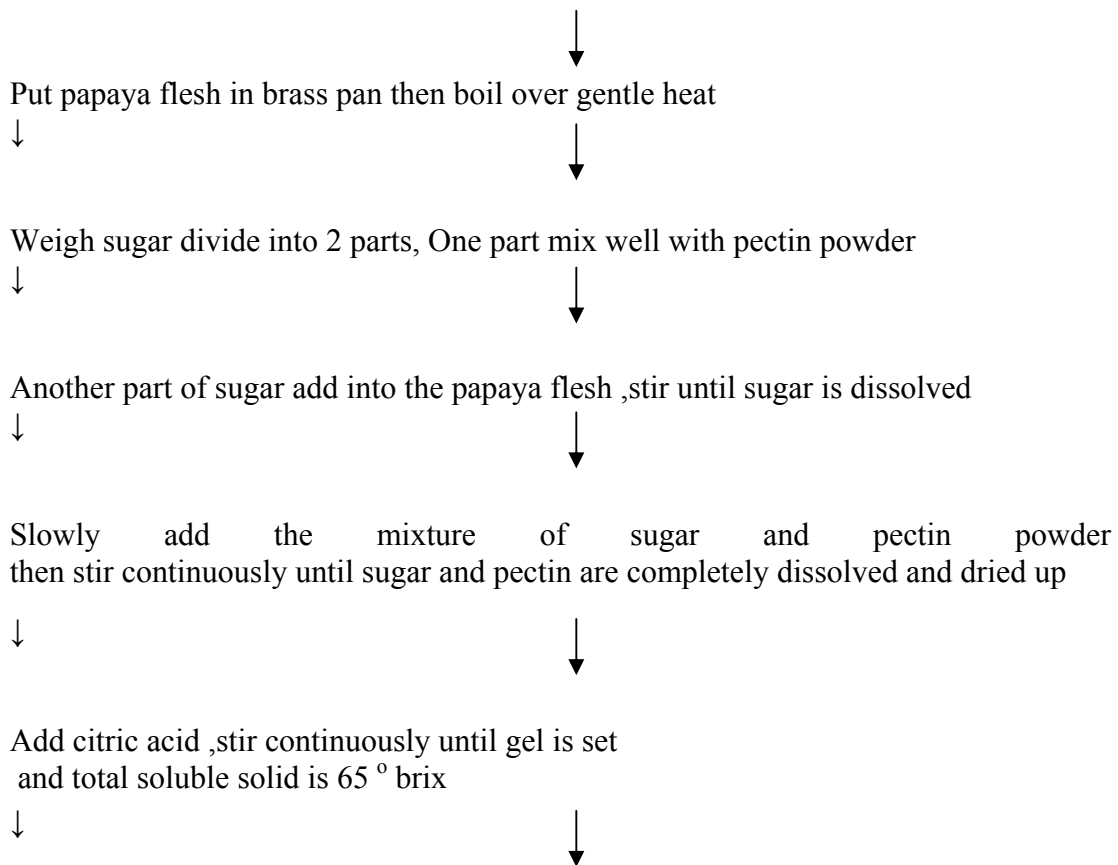 Put papaya flesh in brass pan then boil over gentle heat
↓
Weigh sugar divide into 2 parts, One part mix well with pectin powder
↓
Another part of sugar add into the papaya flesh ,stir until sugar is dissolved
↓
Slowly add the mixture of sugar and pectin powder
then stir continuously until sugar and pectin are completely dissolved and dried up
↓
Add citric acid ,stir continuously until gel is set
and total soluble solid is 65 ° brix
↓